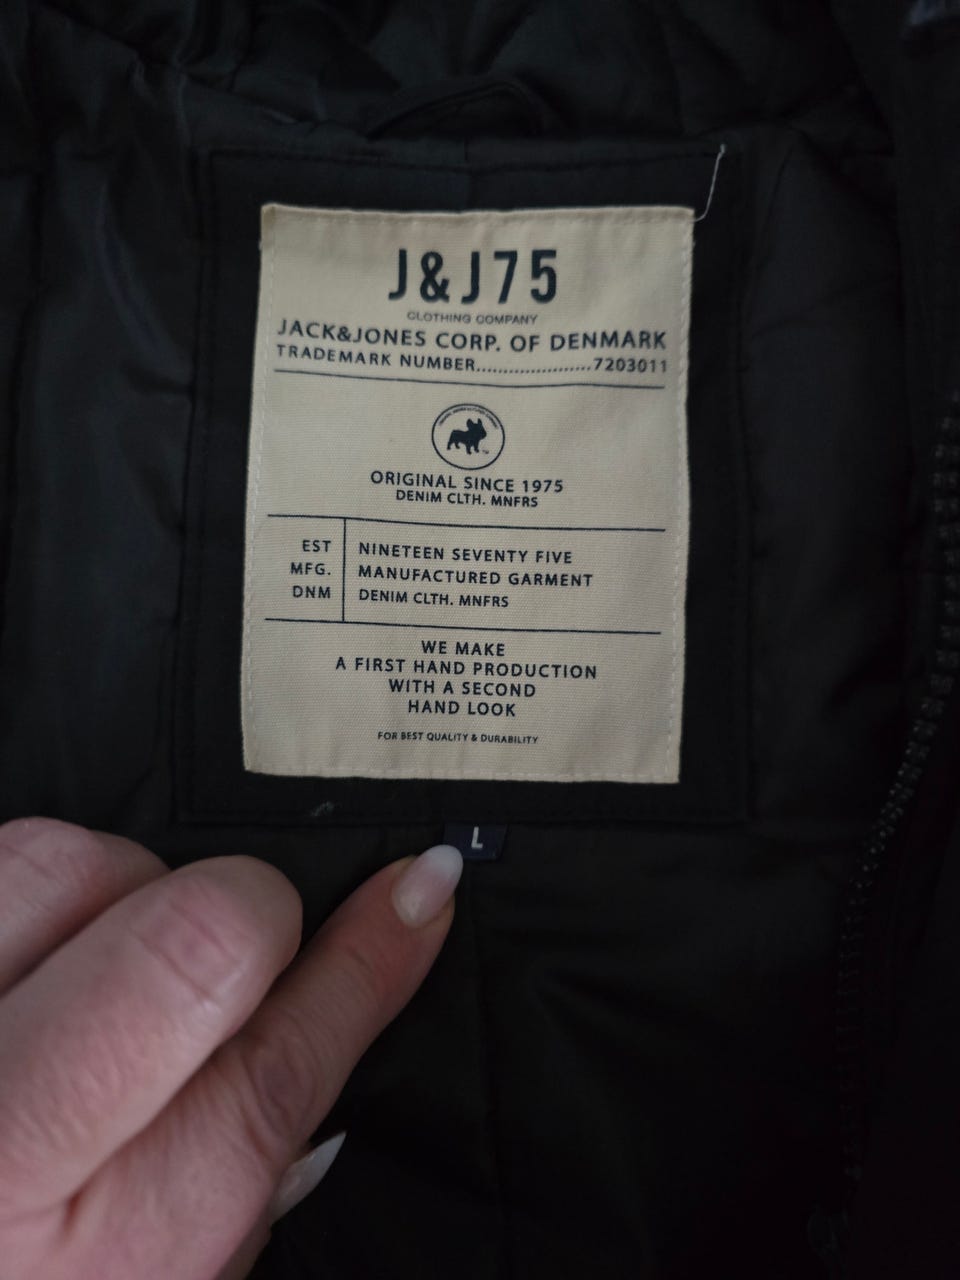 J&J75
CLOTHING COMPANY
JACK&JONES CORP. OF DENMARK
TRADEMARK NUMBER......................7203011
TM
ORIGINAL SINCE 1975
DENIM CLTH. MNFRS
EST NINETEEN SEVENTY FIVE
MFG. MANUFACTURED GARMENT
DNM DENIM CLTH. MNFRS
WE MAKE
A FIRST HAND PRODUCTION
WITH A SECOND
HAND LOOK
FOR BEST QUALITY & DURABILITY
L